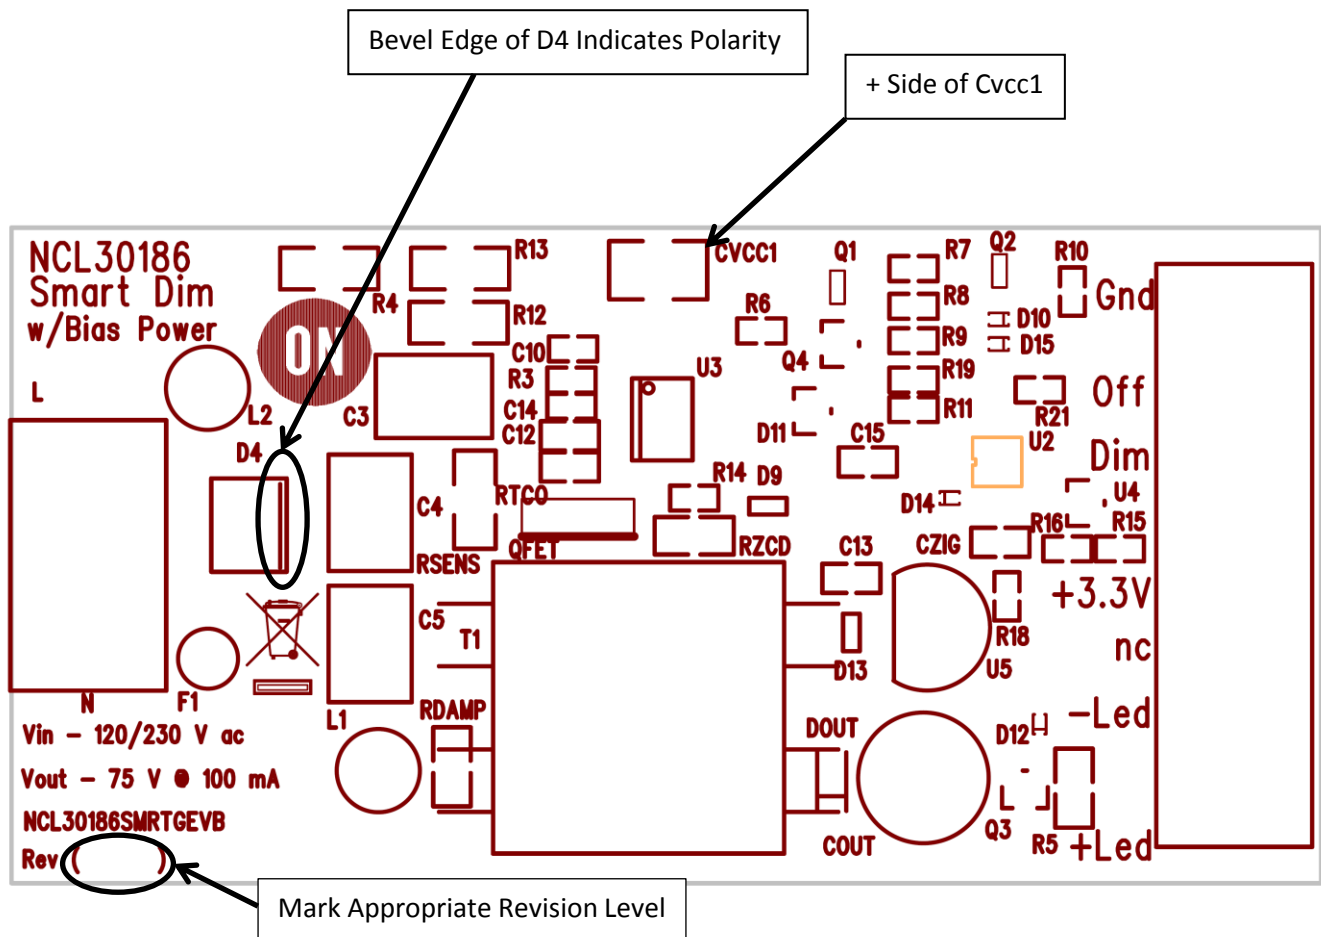 Bevel Edge of D4 Indicates Polarity
+ Side of Cvcc1
NCL30186
Smart Dim
w/Bias Power
ON
R4
R13
R12
CVCC1
Q1
R7
Q2
R10
Gnd
R8
R6
D10
R9
D15
Q4
C10
R3
U3
R19
Off
L
L2
C3
C14
R11
R21
D11
C12
C15
U2
D4
Dim
R14
D9
RTCO
C4
D14
U4
R16
R15
QFET
RZCD
C13
CZIG
RSENS
+3.3V
C5
T1
R18
nc
D13
U5
N
F1
L1
RDAMP
-Led
Vin - 120/230 V ac
DOUT
D12
Vout - 75 V @ 100 mA
NCL30186SMRTGEVB
Q3
COUT
R5
+Led
Rev ( )
Mark Appropriate Revision Level